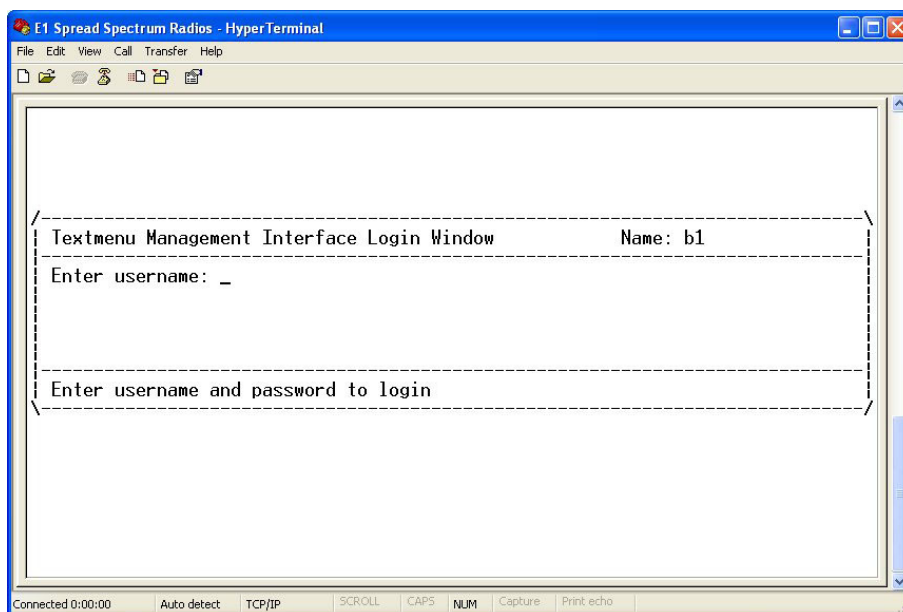 E1 Spread Spectrum Radios - HyperTerminal
File Edit View Call Transfer Help
Textmenu Management Interface Login Window Name: b1
Enter username: _
Enter username and password to login
Connected 0:00:00 Auto detect TCP/IP SCROLL CAPS NUM Capture Print echo